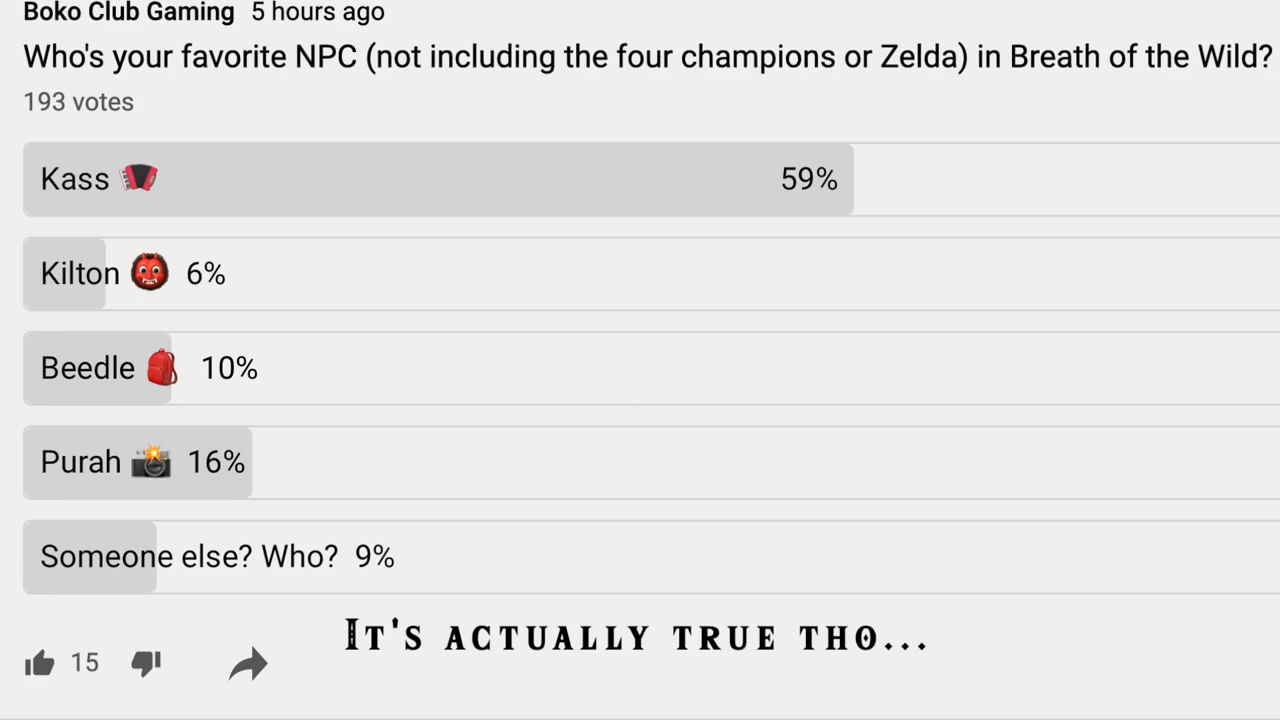 Boko Club Gaming 5 hours ago
Who's your favorite NPC (not including the four champions or Zelda) in Breath of the Wild?
193 votes
Kass 59%
Kilton 6%
Beedle 10%
Purah 16%
Someone else? Who? 9%
It's actually true tho...
15